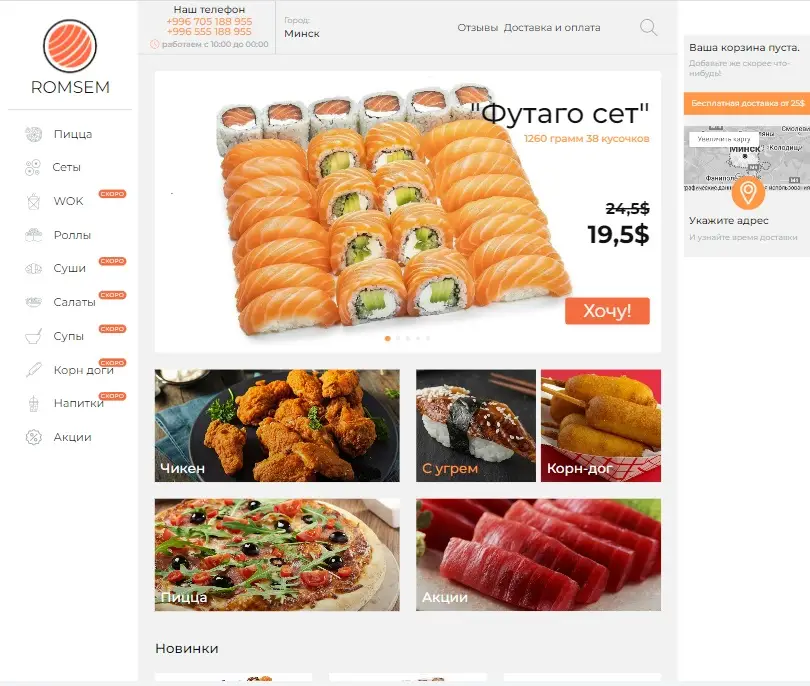 ROMSEM
Пицца
Сеты
WOK
СКОРО
Роллы
Суши
СКОРО
Салаты
СКОРО
Супы
СКОРО
Корн доги
СКОРО
Напитки
СКОРО
Акции
Наш телефон
+996 705 188 955
+996 555 188 955
работаем с 10:00 до 00:00
Город:
Минск
Отзывы Доставка и оплата
"Футаго сет"
1260 грамм 38 кусочков
24,5$
19,5$
Хочу!
Чикен
С угрем
Корн-дог
Пицца
Акции
Новинки
Ваша корзина пуста.
Добавьте же скорее что-
нибудь!
Бесплатная доставка от 25$
Увеличить карту
МИНСК
Колодищи
Укажите адрес
И узнайте время доставки